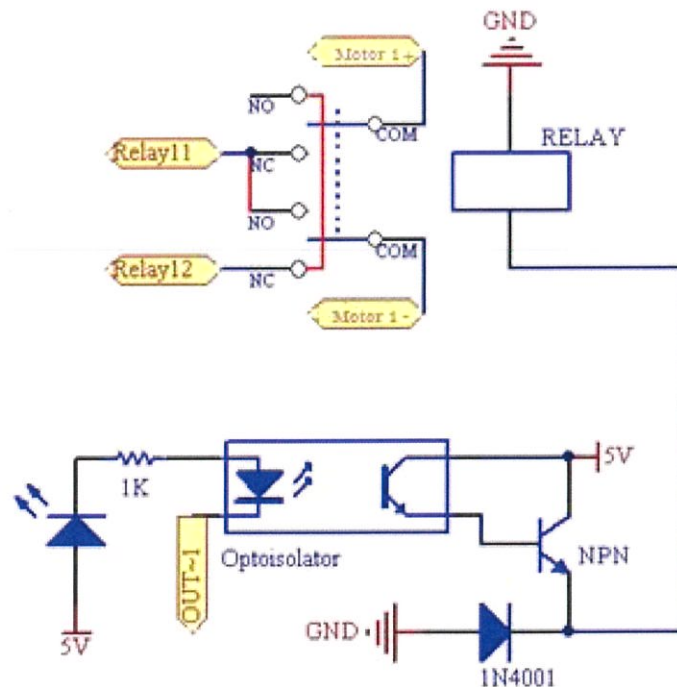 GND
Motor 1+
NO
COM
RELAY
Relay11
NC
NO
COM
Relay12
NC
Motor 1-
1K
5V
NPN
Optoisolator
OUT~1
5V
GND
1N4001